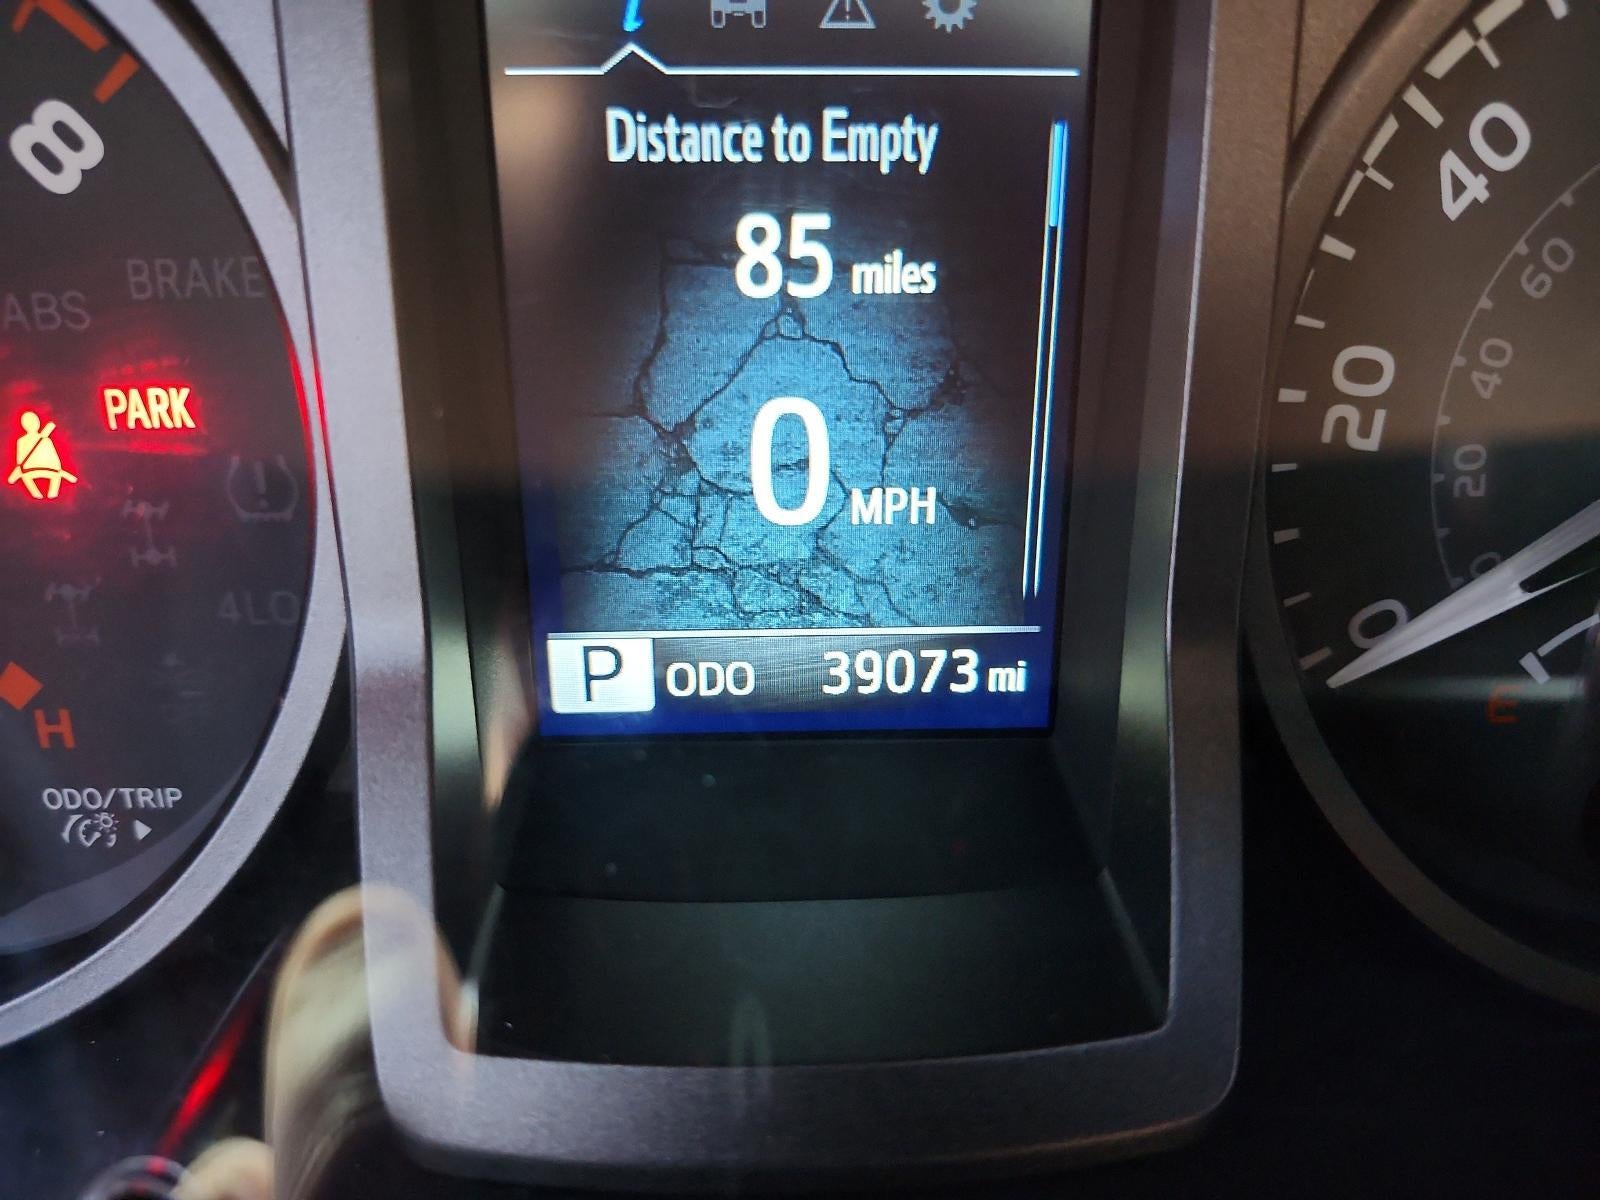 Distance to Empty
85 miles
0 MPH
P ODO 39073 mi
8
ABS BRAKE
PARK
4LO
H
ODO/TRIP
40
20
0
60
40
20
0
E